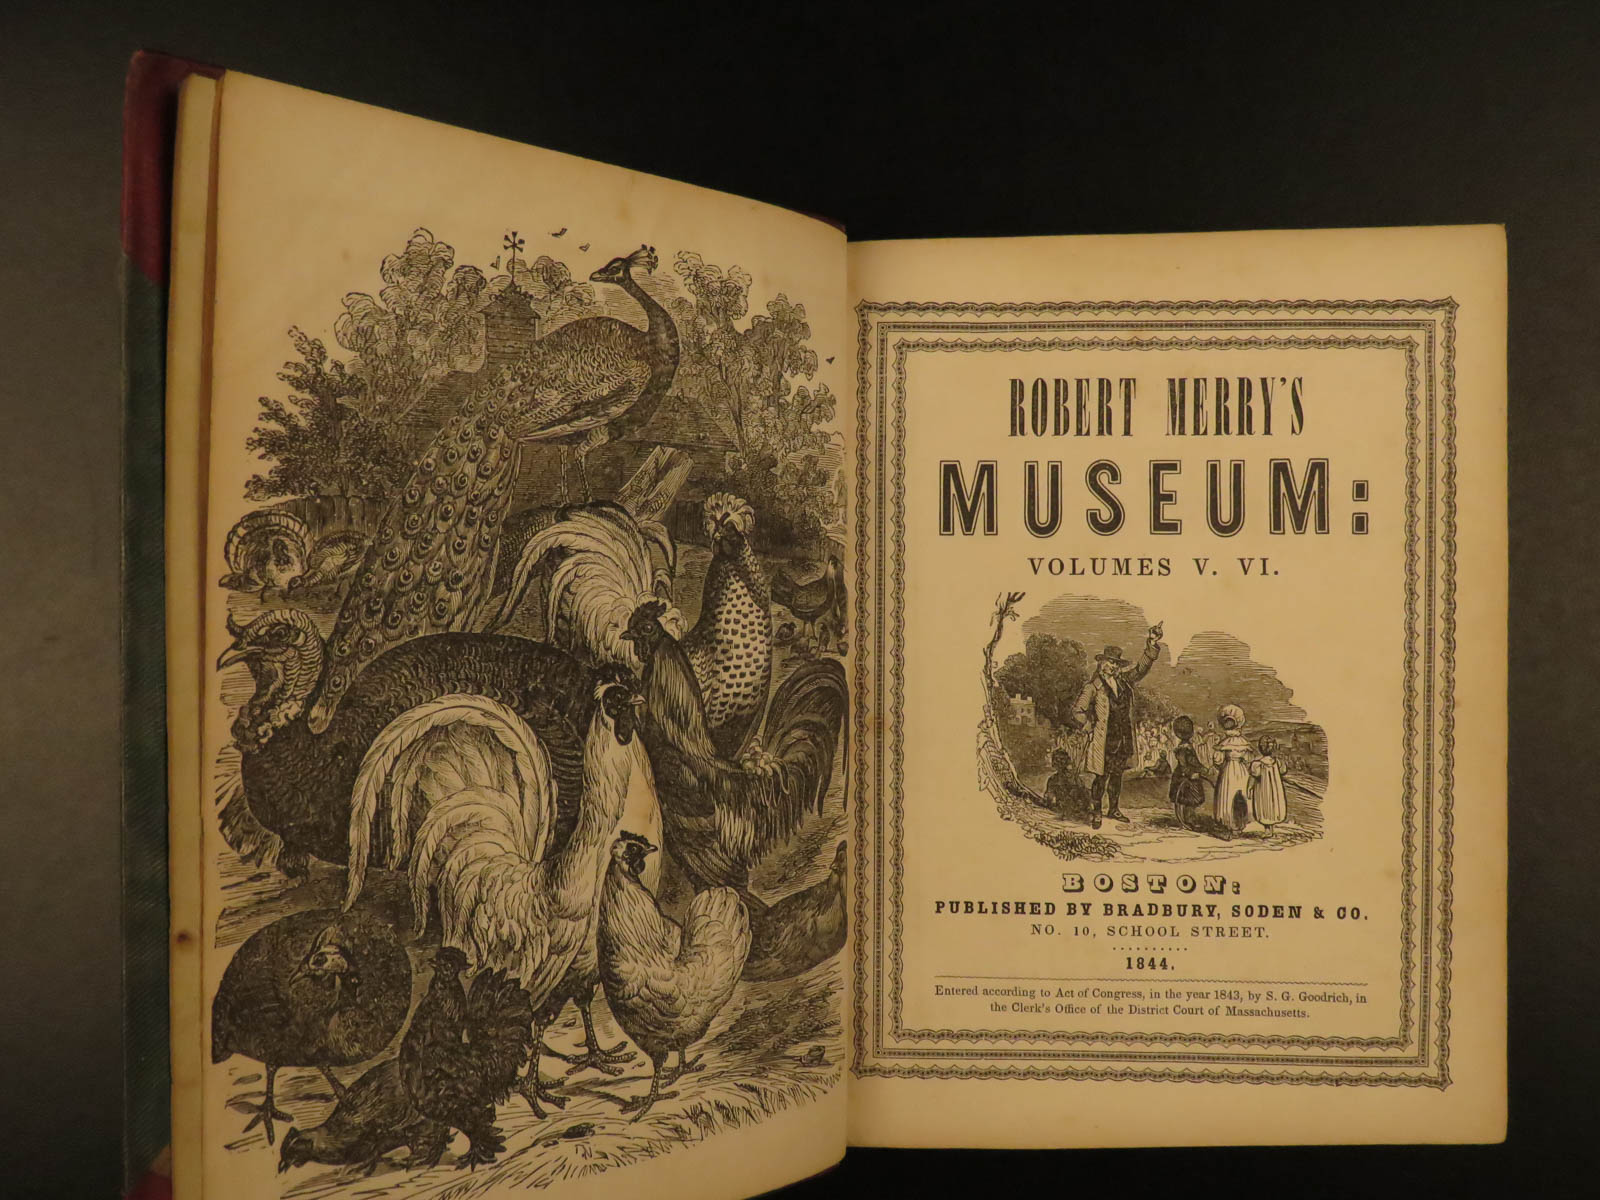 ROBERT MERRY'S
MUSEUM:
VOLUMES V. VI.
BOSTON:
PUBLISHED BY BRADBURY, SODEN & CO.
NO. 10, SCHOOL STREET.
..........
1844.
Entered according to Act of Congress, in the year 1843, by S. G. Goodrich, in
the Clerk's Office of the District Court of Massachusetts.